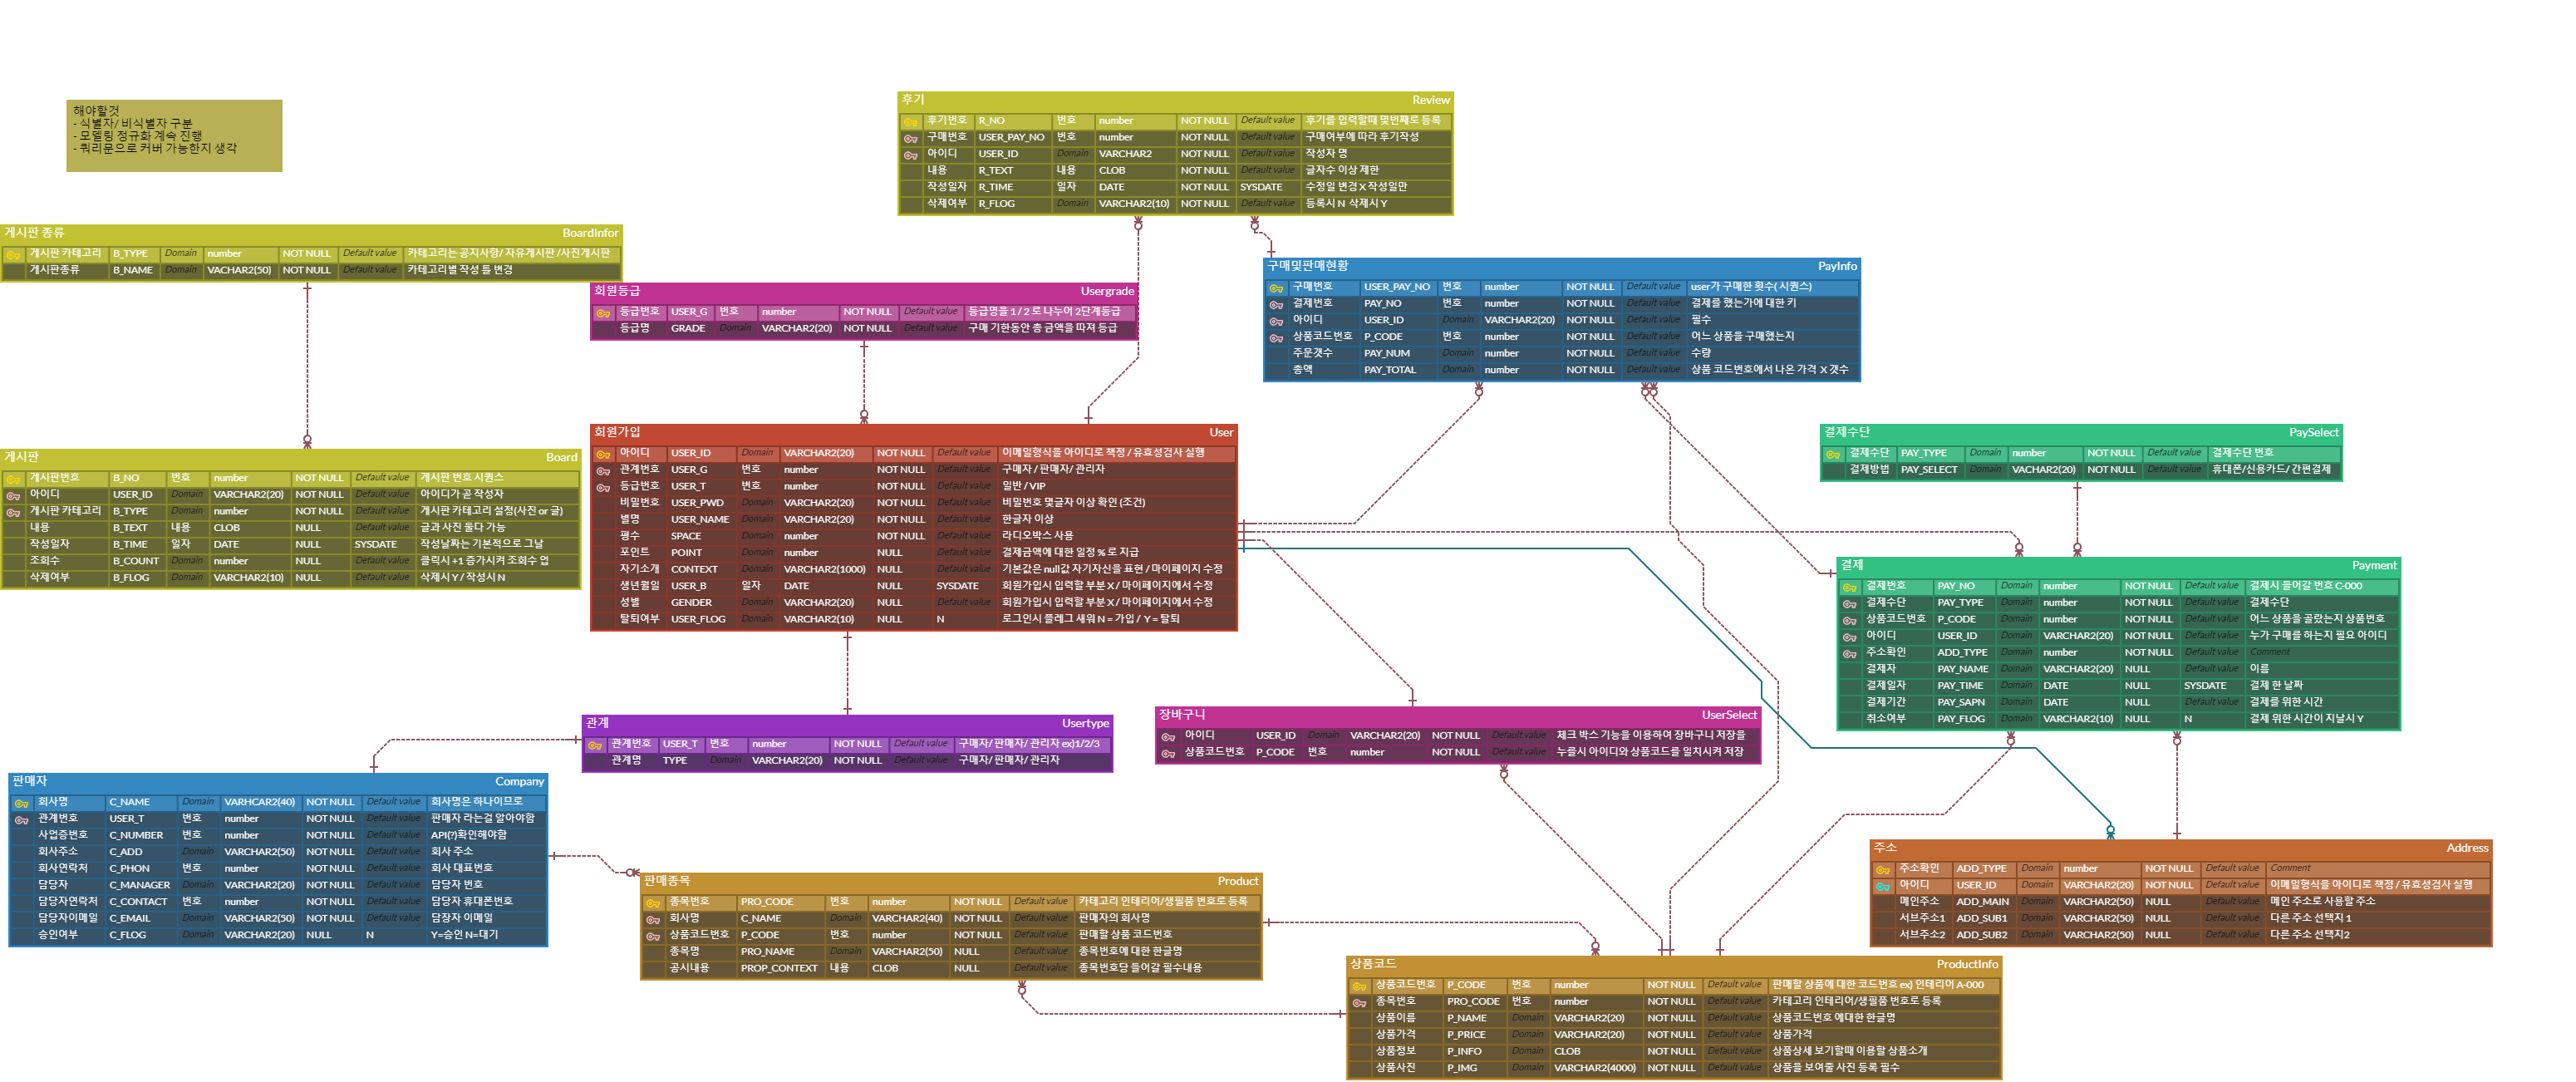 해야할것
- 식별자/ 비식별자 구분
- 모델링 정규화 계속 진행
- 쿼리문으로 커버 가능한지 생각
후기 Review
후기번호 R_NO 번호 number NOT NULL Default value 후기를 입력할때 몇번째로 등록
구매번호 USER_PAY_NO 번호 number NOT NULL Default value 구매여부에 따라 후기작성
아이디 USER_ID Domain VARCHAR2 NOT NULL Default value 작성자 명
내용 R_TEXT 내용 CLOB NOT NULL Default value 글자수 이상 제한
작성일자 R_TIME 일자 DATE NOT NULL SYSDATE 수정일 변경 X 작성일만
삭제여부 R_FLOG Domain VARCHAR2(10) NOT NULL Default value 등록시 N 삭제시 Y
게시판 종류 BoardInfor
게시판 카테고리 B_TYPE Domain number NOT NULL Default value 카테고리는 공지사항/ 자유게시판 /사진게시판
게시판종류 B_NAME Domain VACHAR2(50) NOT NULL Default value 카테고리별 작성 틀 변경
회원등급 Usergrade
등급번호 USER_G 번호 number NOT NULL Default value 등급명을 1 / 2 로 나누어 2단계등급
등급명 GRADE Domain VARCHAR2(20) NOT NULL Default value 구매 기한동안 총 금액을 따져 등급
구매및판매현황 PayInfo
구매번호 USER_PAY_NO 번호 number NOT NULL Default value user가 구매한 횟수( 시퀀스)
결제번호 PAY_NO 번호 number NOT NULL Default value 결제를 했는가에 대한 키
아이디 USER_ID Domain VARCHAR2(20) NOT NULL Default value 필수
상품코드번호 P_CODE 번호 number NOT NULL Default value 어느 상품을 구매했는지
주문갯수 PAY_NUM Domain number NOT NULL Default value 수량
총액 PAY_TOTAL Domain number NOT NULL Default value 상품 코드번호에서 나온 가격 X 갯수
게시판 Board
게시판번호 B_NO 번호 number NOT NULL Default value 게시판 번호 시퀀스
아이디 USER_ID Domain VARCHAR2(20) NOT NULL Default value 아이디가 곧 작성자
게시판 카테고리 B_TYPE Domain number NOT NULL Default value 게시판 카테고리 설정(사진 or 글)
내용 B_TEXT 내용 CLOB NULL Default value 글과 사진 둘다 가능
작성일자 B_TIME 일자 DATE NULL SYSDATE 작성날짜는 기본적으로 그날
조회수 B_COUNT Domain number NULL Default value 클릭시 +1 증가시켜 조회수 업
삭제여부 B_FLOG Domain VARCHAR2(10) NULL Default value 삭제시 Y / 작성시 N
회원가입 User
아이디 USER_ID Domain VARCHAR2(20) NOT NULL Default value 이메일형식을 아이디로 책정 / 유효성검사 실행
관계번호 USER_G 번호 number NOT NULL Default value 구매자 / 판매자/ 관리자
등급번호 USER_T 번호 number NOT NULL Default value 일반 / VIP
비밀번호 USER_PWD Domain VARCHAR2(20) NOT NULL Default value 비밀번호 몇글자 이상 확인 (조건)
별명 USER_NAME Domain VARCHAR2(20) NOT NULL Default value 한글자 이상
평수 SPACE Domain number NOT NULL Default value 라디오박스 사용
포인트 POINT Domain number NULL Default value 결제금액에 대한 일정 % 로 지급
자기소개 CONTEXT Domain VARCHAR2(1000) NULL Default value 기본값은 null값 자기자신을 표현 / 마이페이지 수정
생년월일 USER_B 일자 DATE NULL SYSDATE 회원가입시 입력할 부분 X / 마이페이지에서 수정
성별 GENDER Domain VARCHAR2(20) NULL Default value 회원가입시 입력할 부분 X / 마이페이지에서 수정
탈퇴여부 USER_FLOG Domain VARCHAR2(10) NULL N 로그인시 플레그 세워 N = 가입 / Y = 탈퇴
결제수단 PaySelect
결제수단 PAY_TYPE Domain number NOT NULL Default value 결제수단 번호
결제방법 PAY_SELECT Domain VACHAR2(20) NOT NULL Default value 휴대폰/신용카드/ 간편결제
결제 Payment
결제번호 PAY_NO Domain number NOT NULL Default value 결제시 들어갈 번호 C-000
결제수단 PAY_TYPE Domain number NOT NULL Default value 결제수단
상품코드번호 P_CODE Domain number NOT NULL Default value 어느 상품을 골랐는지 상품번호
아이디 USER_ID Domain VARCHAR2(20) NOT NULL Default value 누가 구매를 하는지 필요 아이디
주소확인 ADD_TYPE Domain number NOT NULL Default value Comment
결제자 PAY_NAME Domain VARCHAR2(20) NULL Default value 이름
결제일자 PAY_TIME Domain DATE NULL SYSDATE 결제 한 날짜
결제기간 PAY_SAPN Domain DATE NULL Default value 결제를 위한 시간
취소여부 PAY_FLOG Domain VARCHAR2(10) NULL N 결제 위한 시간이 지날시 Y
관계 Usertype
관계번호 USER_T 번호 number NOT NULL Default value 구매자/ 판매자/ 관리자 ex)1/2/3
관계명 TYPE Domain VARCHAR2(20) NOT NULL Default value 구매자/ 판매자/ 관리자
장바구니 UserSelect
아이디 USER_ID Domain VARCHAR2(20) NOT NULL Default value 체크 박스 기능을 이용하여 장바구니 저장을
상품코드번호 P_CODE 번호 number NOT NULL Default value 누를시 아이디와 상품코드를 일치시켜 저장
판매자 Company
회사명 C_NAME Domain VARHCAR2(40) NOT NULL Default value 회사명은 하나이므로
관계번호 USER_T 번호 number NOT NULL Default value 판매자 라는걸 알아야함
사업증번호 C_NUMBER 번호 number NOT NULL Default value API(?)확인해야함
회사주소 C_ADD Domain VARCHAR2(50) NOT NULL Default value 회사 주소
회사연락처 C_PHON 번호 number NOT NULL Default value 회사 대표번호
담당자 C_MANAGER Domain VARCHAR2(20) NOT NULL Default value 담당자 번호
담당자연락처 C_CONTACT 번호 number NOT NULL Default value 담당자 휴대폰번호
담당자이메일 C_EMAIL Domain VARCHAR2(50) NOT NULL Default value 담장자 이메일
승인여부 C_FLOG Domain VARCHAR2(20) NULL N Y=승인 N=대기
판매종목 Product
종목번호 PRO_CODE 번호 number NOT NULL Default value 카테고리 인테리어/생필품 번호로 등록
회사명 C_NAME Domain VARCHAR2(40) NOT NULL Default value 판매자의 회사명
상품코드번호 P_CODE 번호 number NOT NULL Default value 판매할 상품 코드번호
종목명 PRO_NAME Domain VARCHAR2(50) NULL Default value 종목번호에 대한 한글명
공시내용 PROP_CONTEXT 내용 CLOB NULL Default value 종목번호당 들어갈 필수내용
주소 Address
주소확인 ADD_TYPE Domain number NOT NULL Default value Comment
아이디 USER_ID Domain VARCHAR2(20) NOT NULL Default value 이메일형식을 아이디로 책정 / 유효성검사 실행
메인주소 ADD_MAIN Domain VARCHAR2(50) NULL Default value 메인 주소로 사용할 주소
서브주소1 ADD_SUB1 Domain VARCHAR2(50) NULL Default value 다른 주소 선택지 1
서브주소2 ADD_SUB2 Domain VARCHAR2(50) NULL Default value 다른 주소 선택지2
상품코드 ProductInfo
상품코드번호 P_CODE 번호 number NOT NULL Default value 판매할 상품에 대한 코드번호 ex) 인테리어 A-000
종목번호 PRO_CODE 번호 number NOT NULL Default value 카테고리 인테리어/생필품 번호로 등록
상품이름 P_NAME Domain VARCHAR2(20) NOT NULL Default value 상품코드번호 에대한 한글명
상품가격 P_PRICE Domain VARCHAR2(20) NOT NULL Default value 상품가격
상품정보 P_INFO Domain CLOB NOT NULL Default value 상품상세 보기할때 이용할 상품소개
상품사진 P_IMG Domain VARCHAR2(4000) NOT NULL Default value 상품을 보여줄 사진 등록 필수